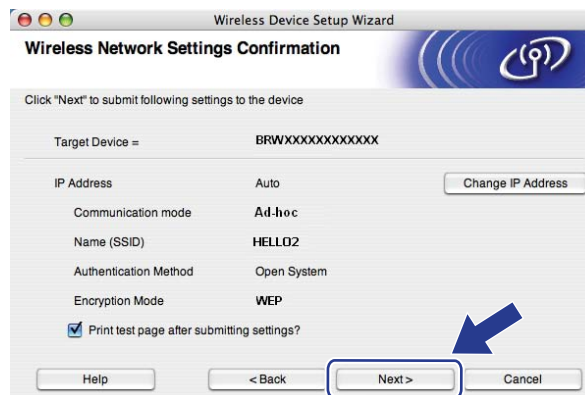 Wireless Device Setup Wizard
Wireless Network Settings Confirmation
Click "Next" to submit following settings to the device
Target Device = BRWXXXXXXXXXXXX
IP Address Auto Change IP Address
Communication mode Ad-hoc
Name (SSID) HELLO2
Authentication Method Open System
Encryption Mode WEP
Print test page after submitting settings?
Help < Back Next > Cancel